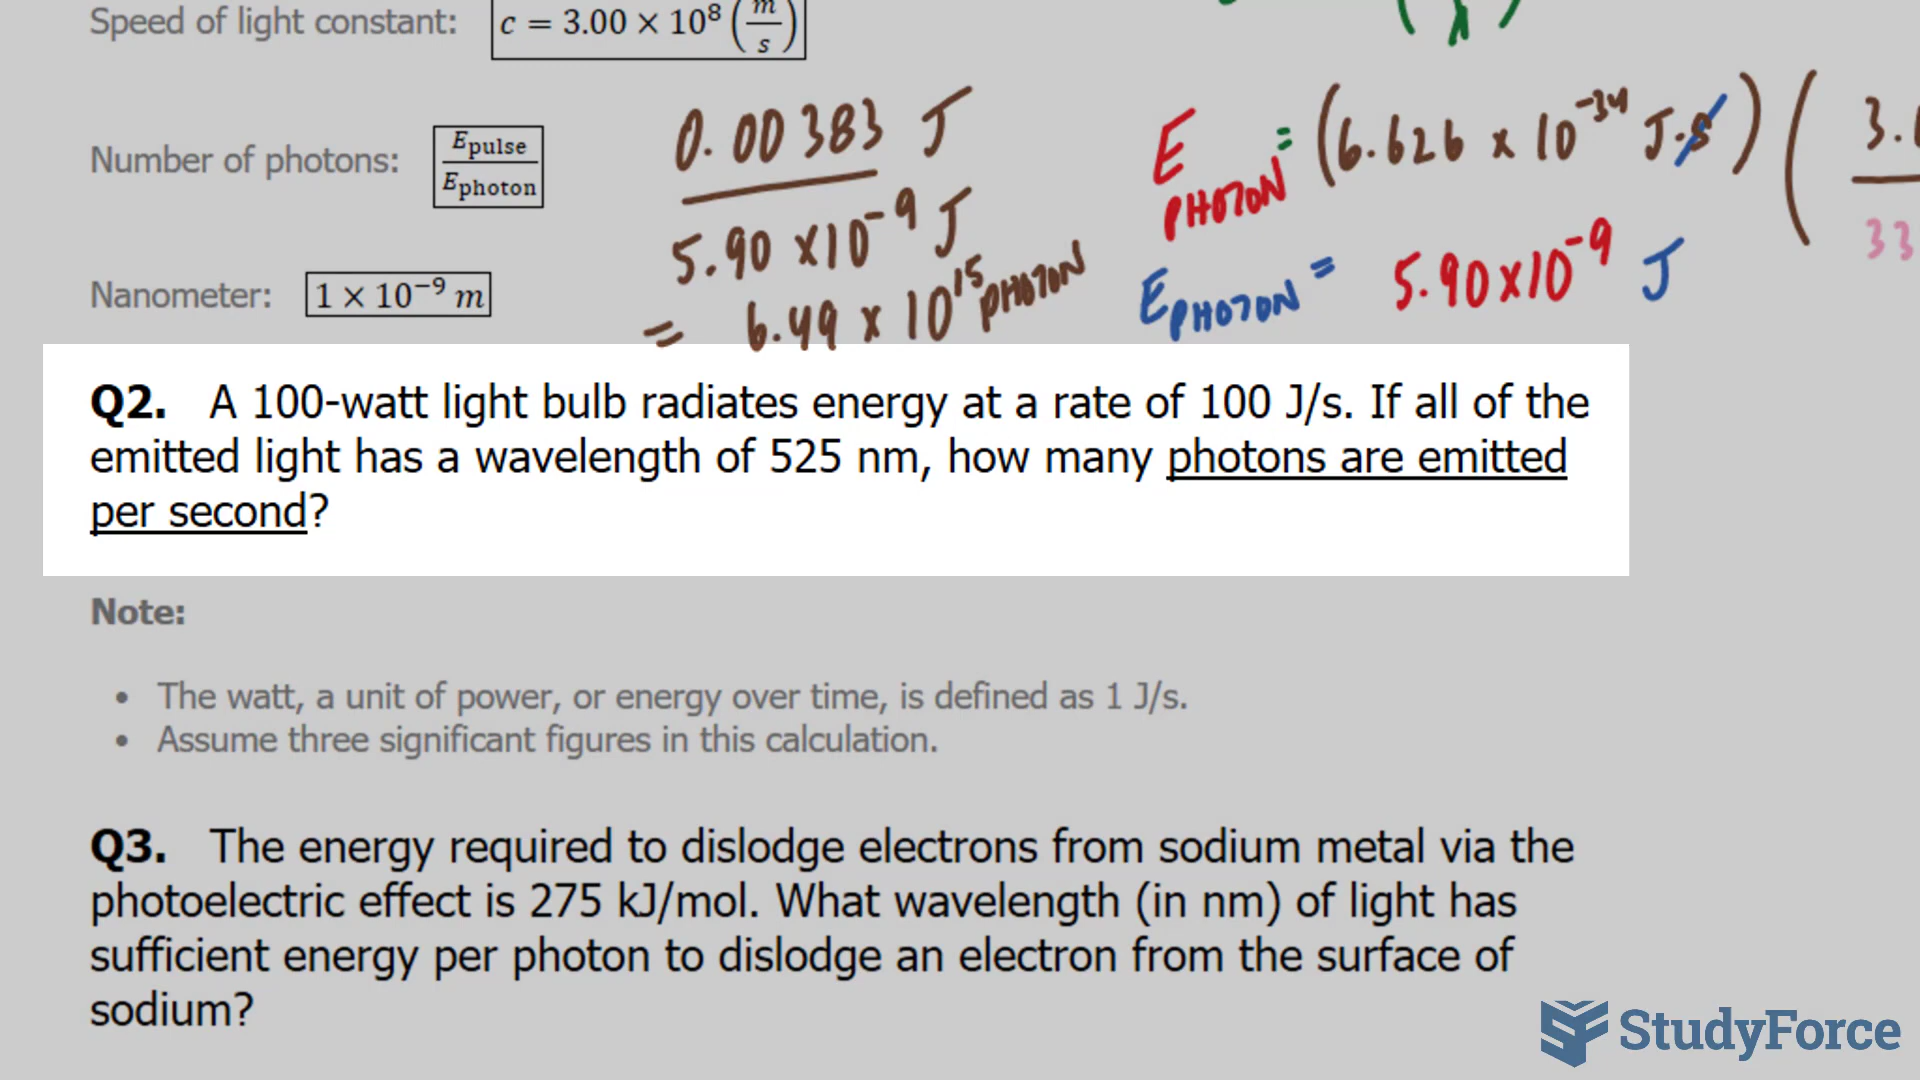 Speed of light constant: c = 3.00 × 10⁸ (m/s)
0.00383 J
5.90 x10⁻⁹ J
= 6.49 x 10¹⁵ PHOTON
E PHOTON = (6.626 x 10⁻³⁴ J·s) ( 3.
33
E PHOTON = 5.90x10⁻⁹ J
Number of photons: Epulse / Ephoton
Nanometer: 1 × 10⁻⁹ m
Q2. A 100-watt light bulb radiates energy at a rate of 100 J/s. If all of the
emitted light has a wavelength of 525 nm, how many photons are emitted
per second?
Note:
• The watt, a unit of power, or energy over time, is defined as 1 J/s.
• Assume three significant figures in this calculation.
Q3. The energy required to dislodge electrons from sodium metal via the
photoelectric effect is 275 kJ/mol. What wavelength (in nm) of light has
sufficient energy per photon to dislodge an electron from the surface of
sodium?
StudyForce